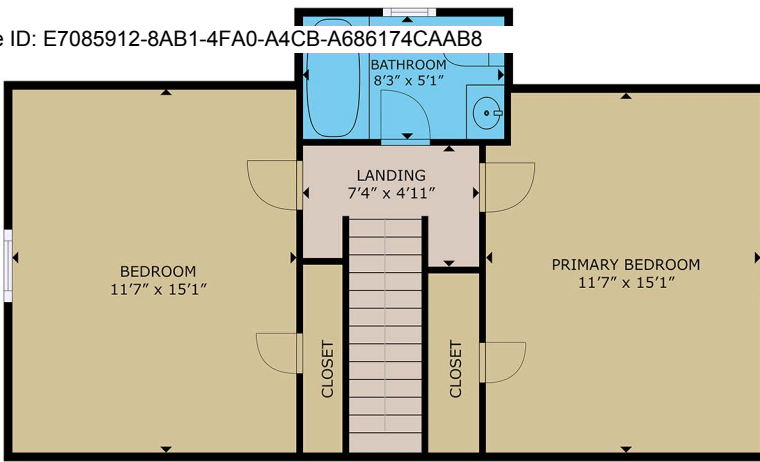 e ID: E7085912-8AB1-4FA0-A4CB-A686174CAAB8
BATHROOM
8'3" x 5'1"
LANDING
7'4" x 4'11"
BEDROOM
11'7" x 15'1"
PRIMARY BEDROOM
11'7" x 15'1"
CLOSET
CLOSET